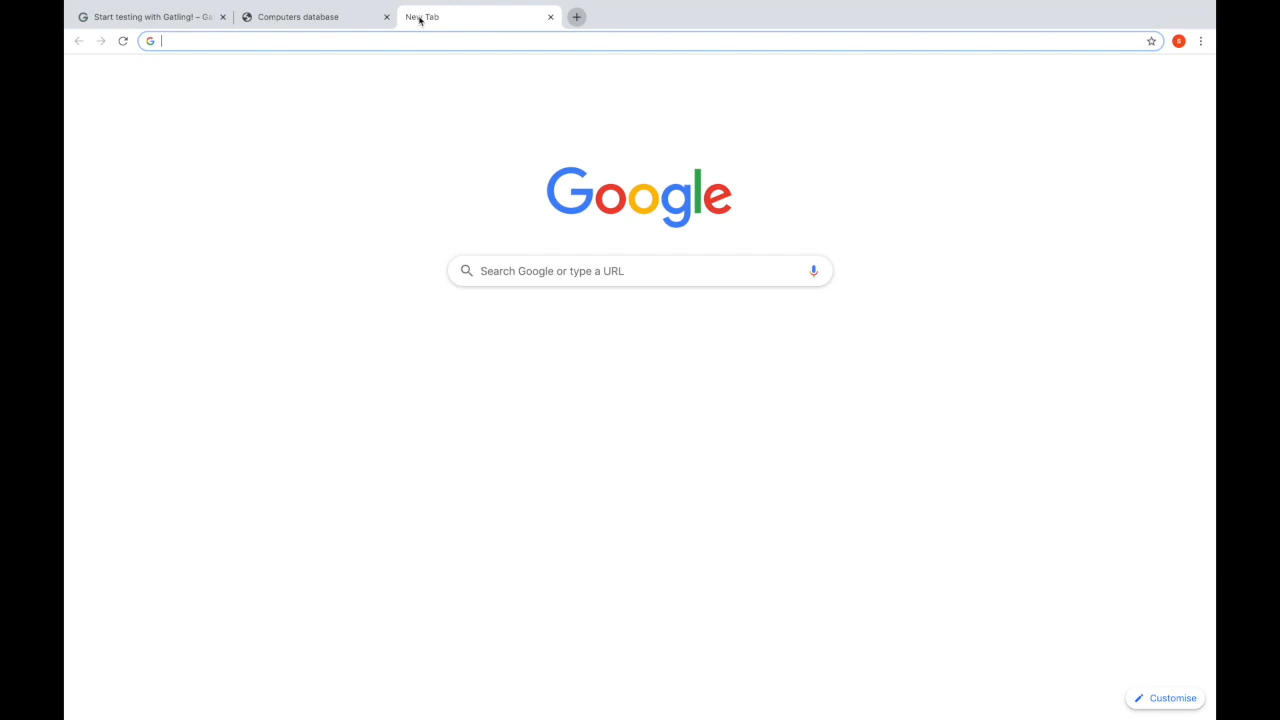 Start testing with Gatling! – Ga
Computers database
New Tab
Google
Search Google or type a URL
Customise